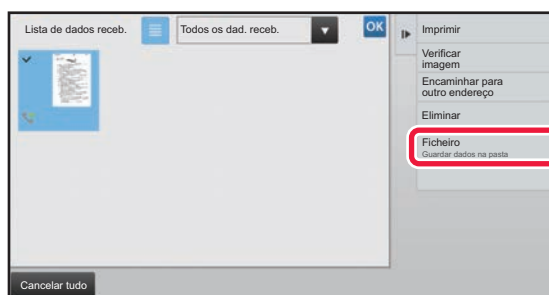 Lista de dados receb.
Todos os dad. receb.
OK
Imprimir
Verificar
imagem
Encaminhar para
outro endereço
Eliminar
Ficheiro
Guardar dados na pasta
Cancelar tudo